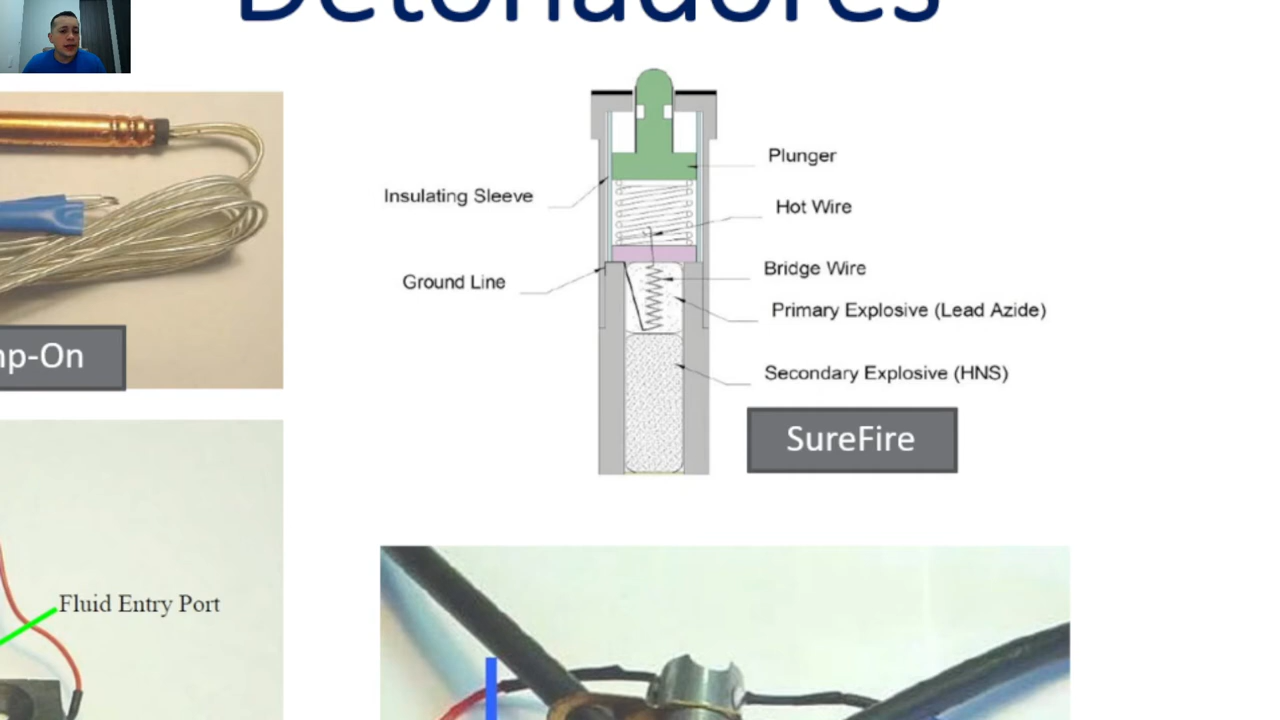 Detonadores
Plunger
Insulating Sleeve
Hot Wire
Ground Line
Bridge Wire
Primary Explosive (Lead Azide)
Secondary Explosive (HNS)
SureFire
p-On
Fluid Entry Port